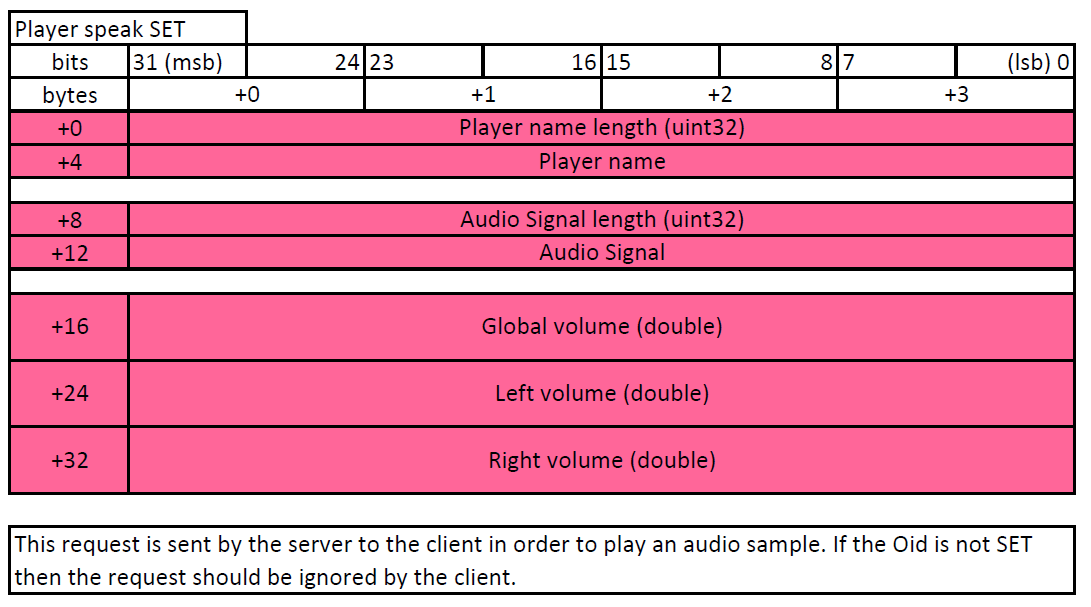 Player speak SET
bits 31 (msb) 24 23 16 15 8 7 (lsb) 0
bytes +0 +1 +2 +3
+0 Player name length (uint32)
+4 Player name
+8 Audio Signal length (uint32)
+12 Audio Signal
+16 Global volume (double)
+24 Left volume (double)
+32 Right volume (double)
This request is sent by the server to the client in order to play an audio sample. If the Oid is not SET
then the request should be ignored by the client.